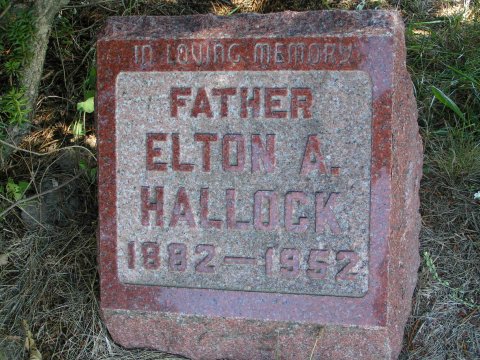 IN LOVING MEMORY
FATHER
ELTON A.
HALLOCK
1882—1952